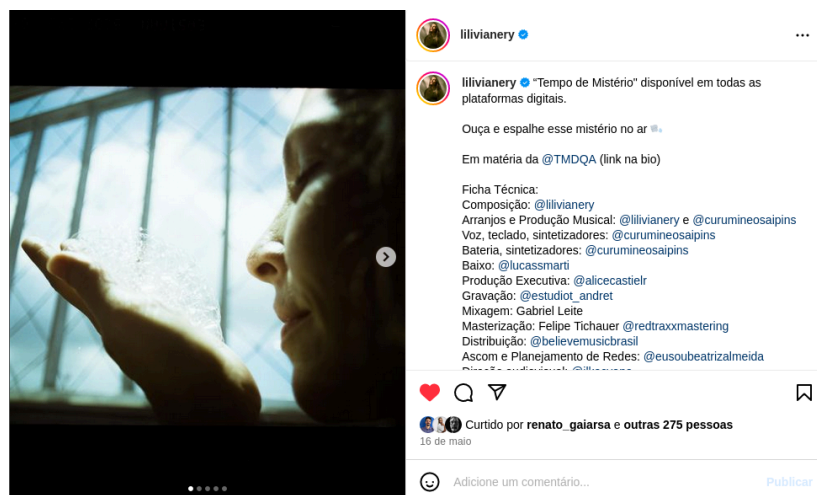 lilivianery
lilivianery “Tempo de Mistério" disponível em todas as
plataformas digitais.
Ouça e espalhe esse mistério no ar
Em matéria da @TMDQA (link na bio)
Ficha Técnica:
Composição: @lilivianery
Arranjos e Produção Musical: @lilivianery e @curumineosaipins
Voz, teclado, sintetizadores: @curumineosaipins
Bateria, sintetizadores: @curumineosaipins
Baixo: @lucassmarti
Produção Executiva: @alicecastielr
Gravação: @estudiot_andret
Mixagem: Gabriel Leite
Masterização: Felipe Tichauer @redtraxxmastering
Distribuição: @believemusicbrasil
Ascom e Planejamento de Redes: @eusoubeatrizalmeida
Curtido por renato_gaiarsa e outras 275 pessoas
16 de maio
Adicione um comentário...
Publicar